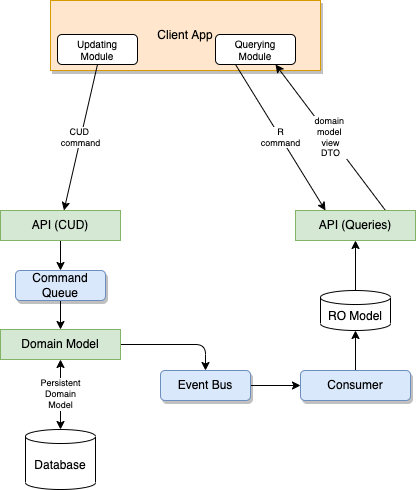 Client App
Updating
Module
Querying
Module
CUD
command
R
command
domain
model
view
DTO
API (CUD)
API (Queries)
Command
Queue
RO Model
Domain Model
Persistent
Domain
Model
Event Bus
Consumer
Database